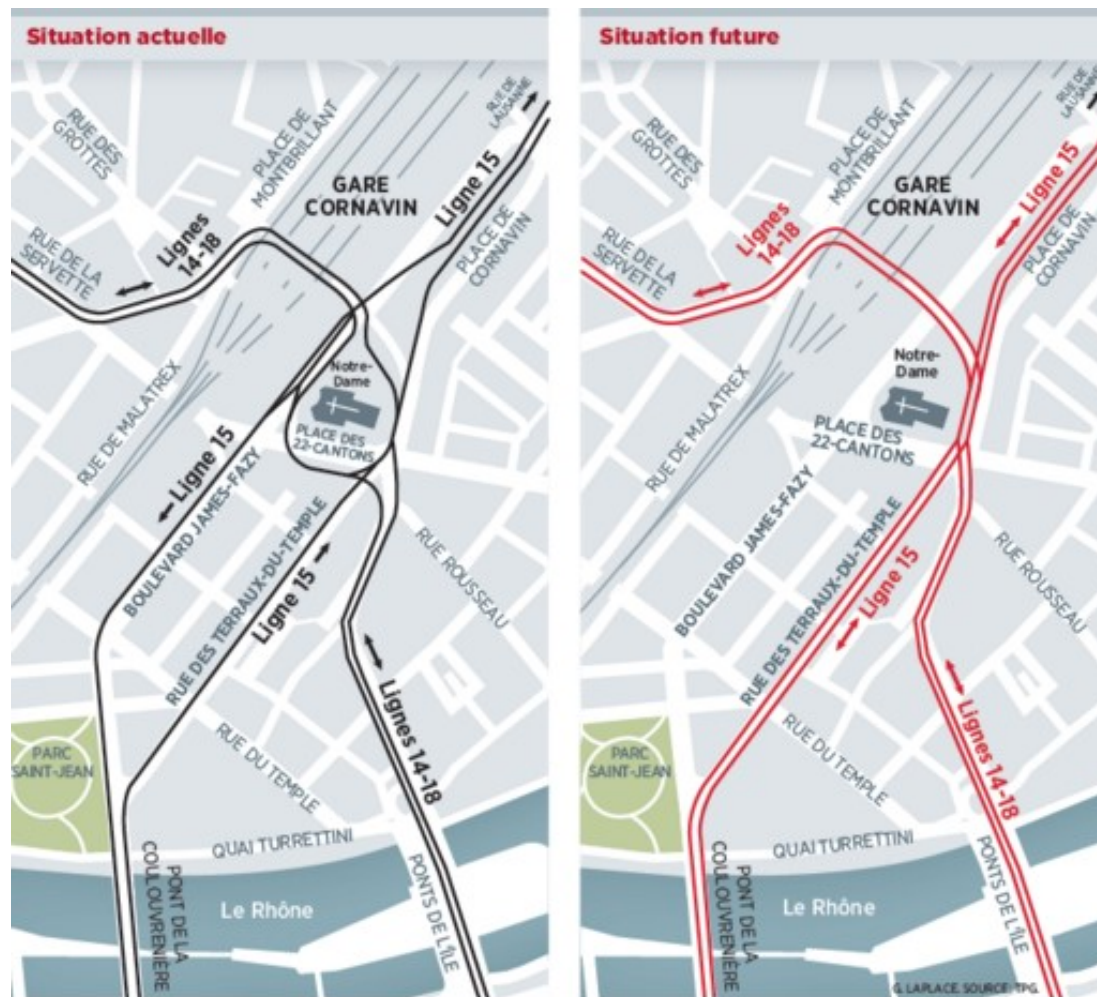 Situation actuelle
RUE DE
LAUSANNE
RUE DES
GROTTES
PLACE DE
MONTBRILLANT
GARE
CORNAVIN
Ligne 15
PLACE DE
CORNAVIN
Lignes
14-18
RUE DE LA
SERVETTE
Notre-
Dame
RUE DE MALATREX
PLACE DES
22-CANTONS
Ligne 15
BOULEVARD JAMES-FAZY
RUE DES TERRAUX-DU-TEMPLE
Ligne 15
RUE ROUSSEAU
Lignes 14-18
PARC
SAINT-JEAN
RUE DU TEMPLE
QUAI TURRETTINI
PONT DE LA
COULOUVRENIÈRE
Le Rhône
PONTS DE L'ÎLE
Situation future
RUE DE
LAUSANNE
RUE DES
GROTTES
PLACE DE
MONTBRILLANT
GARE
CORNAVIN
Ligne 15
PLACE DE
CORNAVIN
Lignes
14-18
RUE DE LA
SERVETTE
Notre-
Dame
RUE DE MALATREX
PLACE DES
22-CANTONS
BOULEVARD JAMES-FAZY
RUE DES TERRAUX-DU-TEMPLE
Ligne 15
RUE ROUSSEAU
Lignes 14-18
PARC
SAINT-JEAN
RUE DU TEMPLE
QUAI TURRETTINI
PONT DE LA
COULOUVRENIÈRE
Le Rhône
PONTS DE L'ÎLE
G. LAPLACE. SOURCE: TPG.